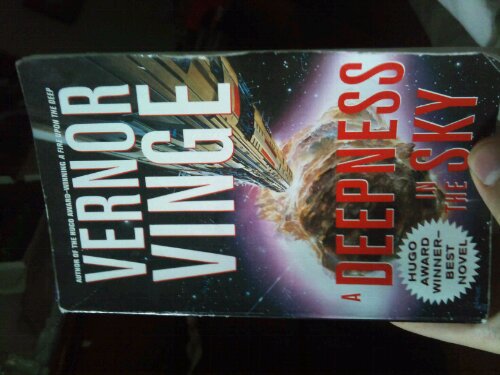 AUTHOR OF THE HUGO AWARD-WINNING A FIRE UPON THE DEEP
VERNOR
VINGE
A DEEPNESS
IN
THE SKY
HUGO
AWARD
WINNER–
BEST
NOVEL